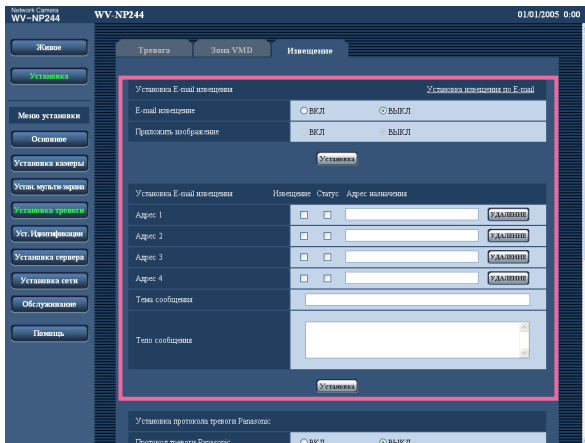 Network Camera
WV-NP244
WV-NP244 01/01/2005 0:00
Живое
Установка
Меню установки
Основное
Установка камеры
Устан. мульти-экрана
Установка тревоги
Уст. Идентификации
Установка сервера
Установка сети
Обслуживание
Помощь
Тревога Зона VMD Извещение
Установка E-mail извещения Установка извещения по E-mail
E-mail извещение ВКЛ ВЫКЛ
Приложить изображение ВКЛ ВЫКЛ
Установка
Установка E-mail извещения Извещение Статус Адрес назначения
Адрес 1 УДАЛЕНИЕ
Адрес 2 УДАЛЕНИЕ
Адрес 3 УДАЛЕНИЕ
Адрес 4 УДАЛЕНИЕ
Тема сообщения
Тело сообщения
Установка
Установка протокола тревоги Panasonic
Протокол тревоги Panasonic ВКЛ ВЫКЛ